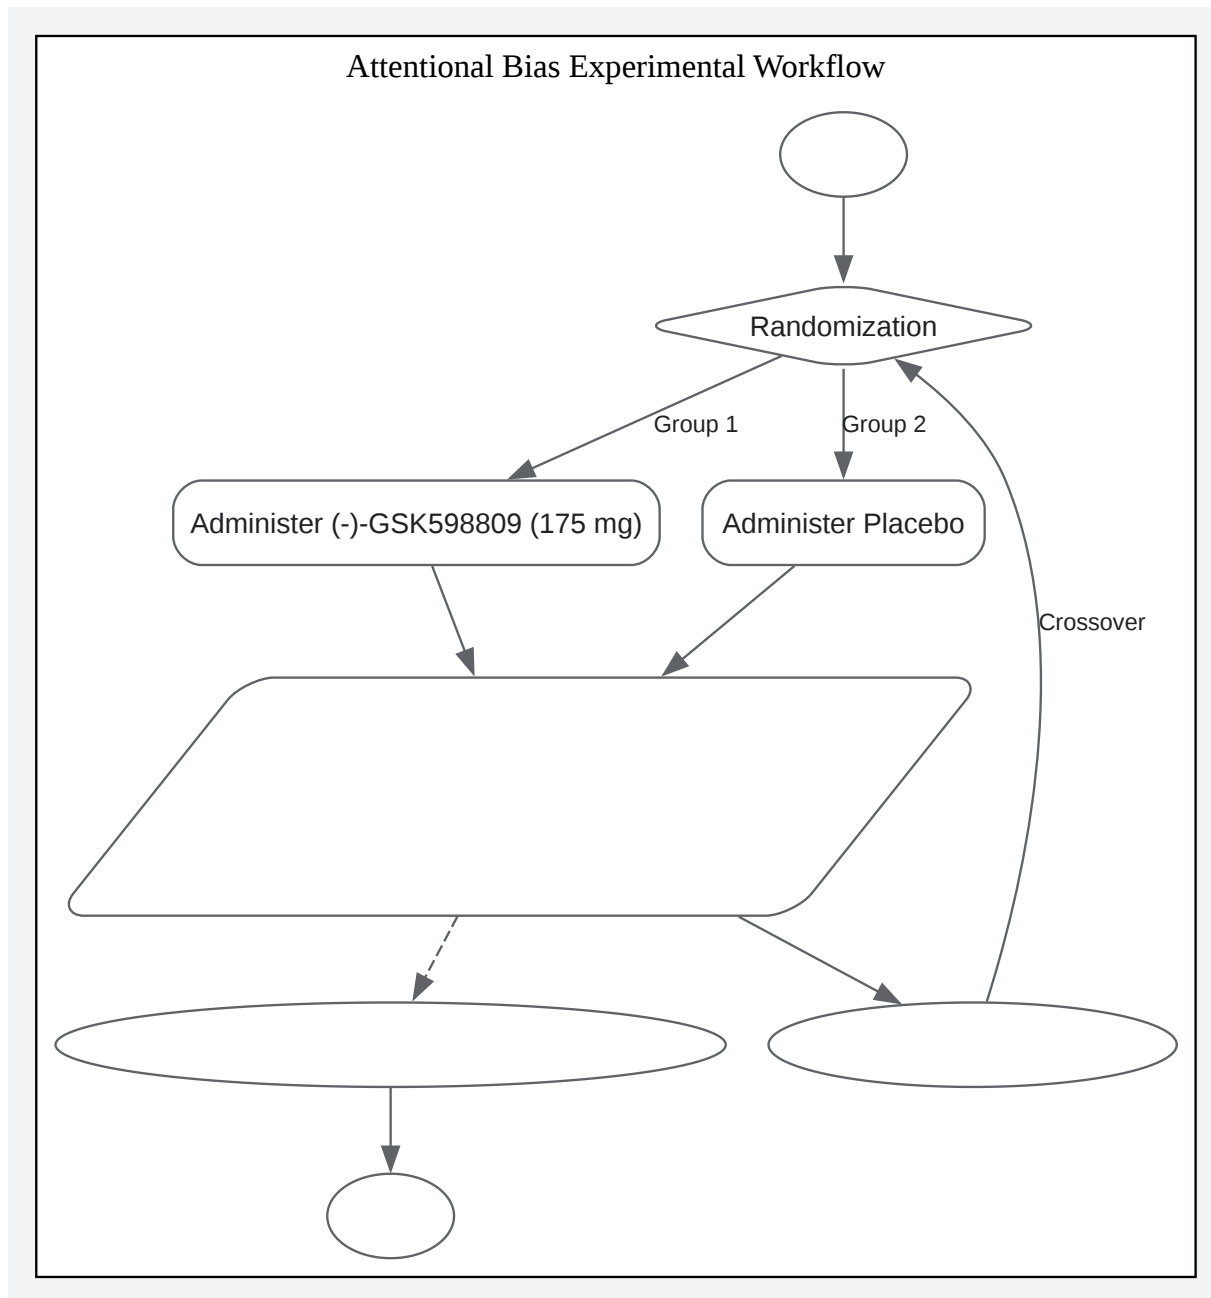 Attentional Bias Experimental Workflow
Randomization
Group 1
Group 2
Administer (-)-GSK598809 (175 mg)
Administer Placebo
Crossover